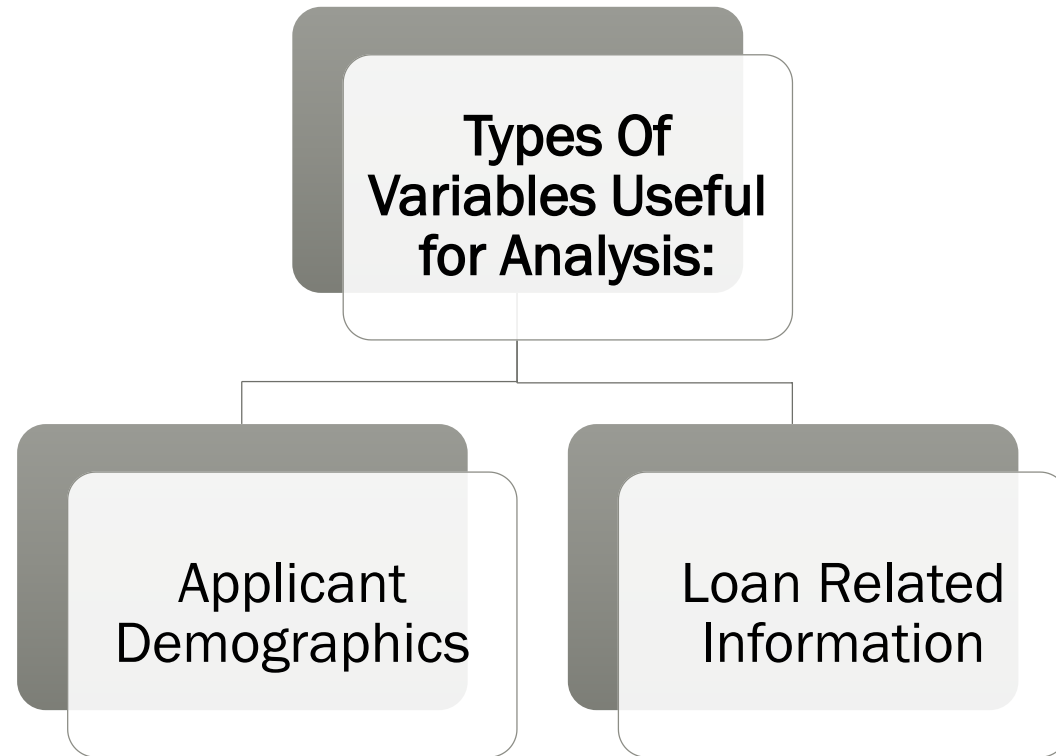 Types Of
Variables Useful
for Analysis:
Applicant
Demographics
Loan Related
Information